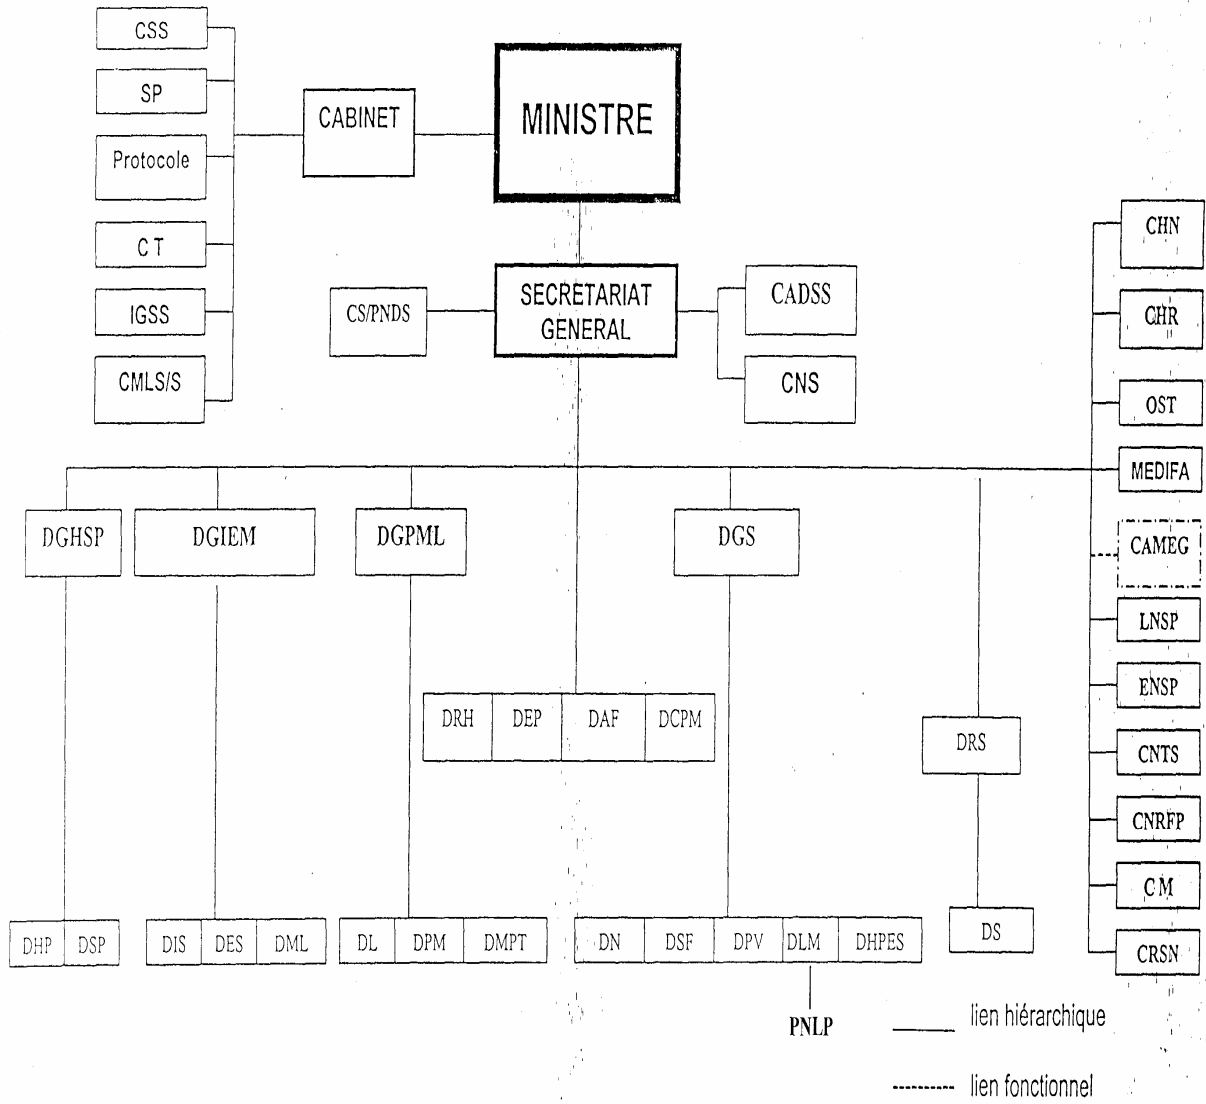 CSS
SP
Protocole
C T
IGSS
CMLS/S
CABINET
MINISTRE
CS/PNDS
SECRETARIAT
GENERAL
CADSS
CNS
CHN
CHR
OST
MEDIFA
CAMEG
LNSP
ENSP
CNTS
CNRFP
C M
CRSN
DGHSP
DGIEM
DGPML
DGS
DRH DEP DAF DCPM
DRS
DHP DSP
DIS DES DML
DL DPM DMPT
DN DSF DPV DLM DHPES
DS
PNLP
lien hiérarchique
lien fonctionnel